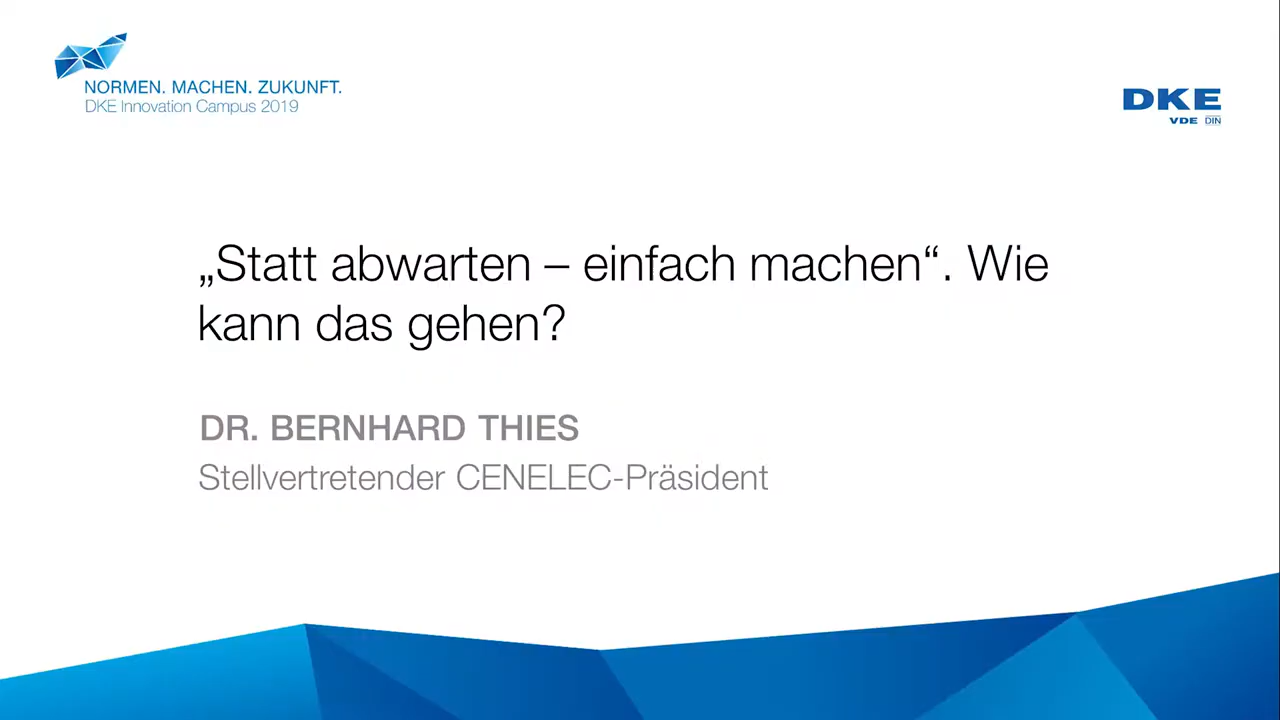 NORMEN. MACHEN. ZUKUNFT.
DKE Innovation Campus 2019
DKE
VDE DIN
„Statt abwarten – einfach machen“. Wie
kann das gehen?
DR. BERNHARD THIES
Stellvertretender CENELEC-Präsident